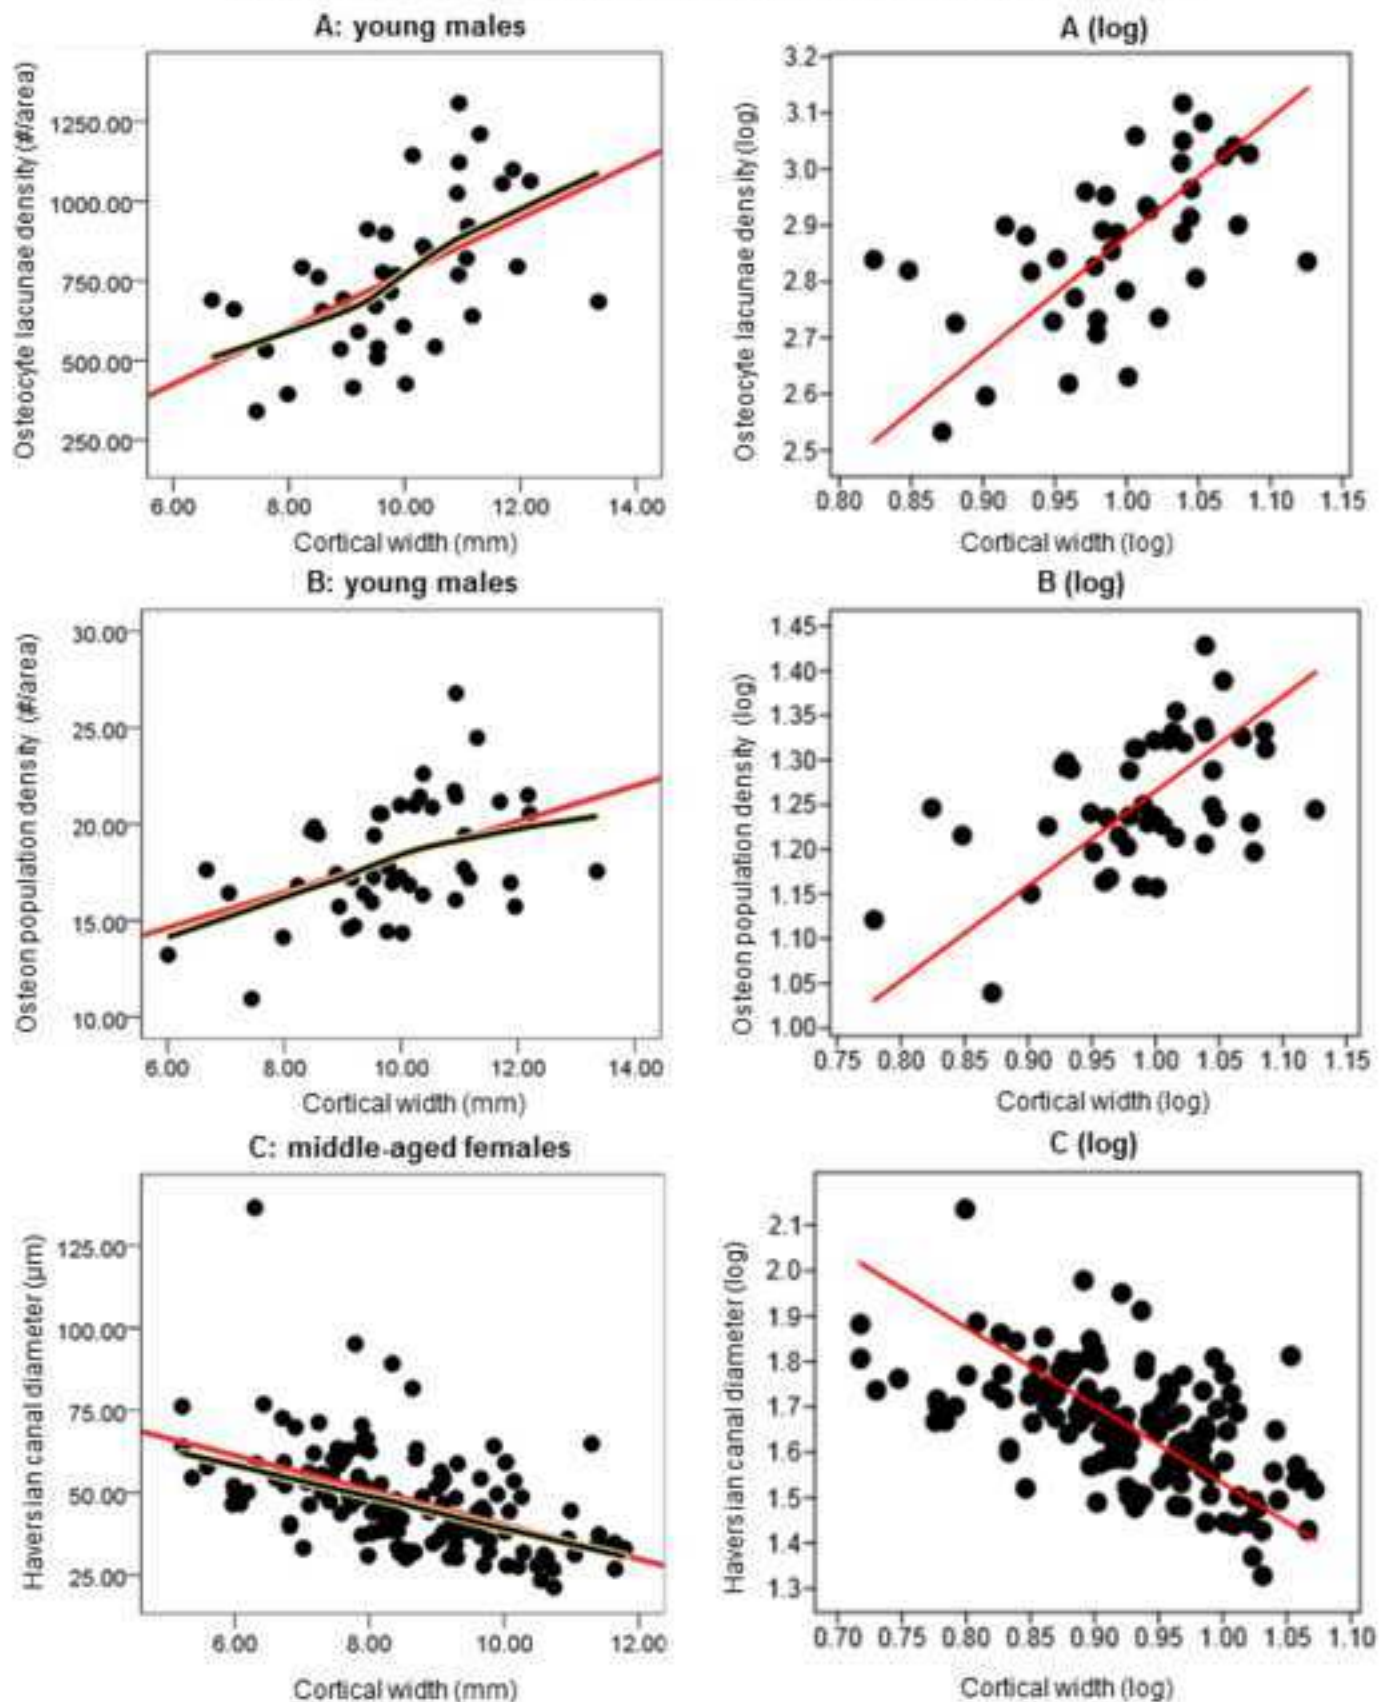 A: young males
Osteocyte lacunae density (#/area)
1250.00
1000.00
750.00
500.00
250.00
6.00 8.00 10.00 12.00 14.00
Cortical width (mm)
A (log)
Osteocyte lacunae density (log)
3.2
3.1
3.0
2.9
2.8
2.7
2.6
2.5
0.80 0.85 0.90 0.95 1.00 1.05 1.10 1.15
Cortical width (log)
B: young males
Osteon population density (#/area)
30.00
25.00
20.00
15.00
10.00
6.00 8.00 10.00 12.00 14.00
Cortical width (mm)
B (log)
Osteon population density (log)
1.45
1.40
1.35
1.30
1.25
1.20
1.15
1.10
1.05
1.00
0.75 0.80 0.85 0.90 0.95 1.00 1.05 1.10 1.15
Cortical width (log)
C: middle-aged females
Haversian canal diameter (µm)
125.00
100.00
75.00
50.00
25.00
6.00 8.00 10.00 12.00
Cortical width (mm)
C (log)
Haversian canal diameter (log)
2.1
2.0
1.9
1.8
1.7
1.6
1.5
1.4
1.3
0.70 0.80 0.80 0.85 0.90 0.95 1.00 1.05 1.10
Cortical width (log)